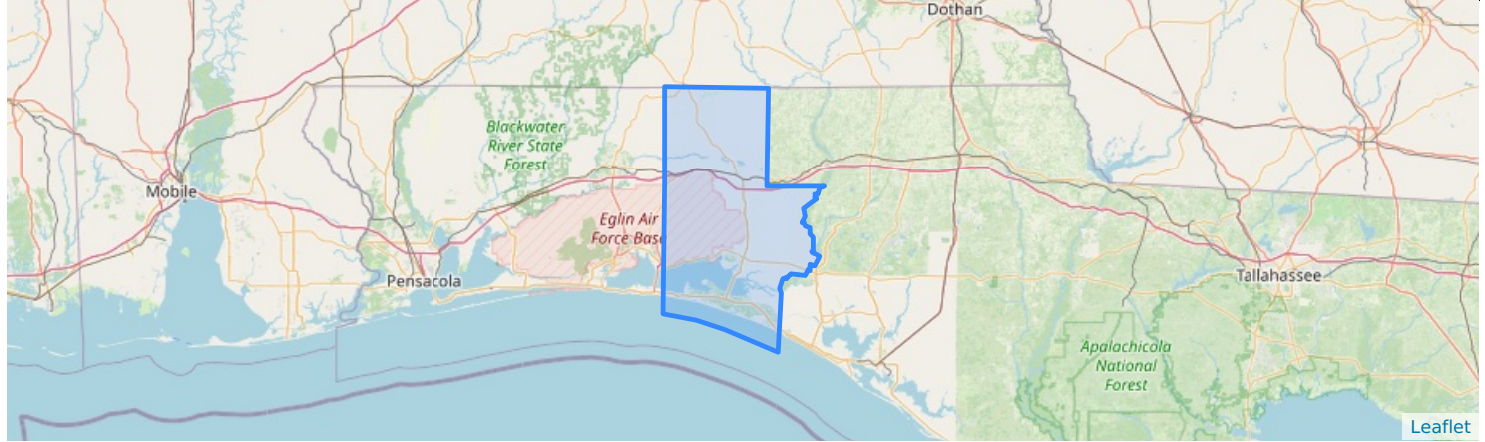 Dothan
Blackwater
River State
Forest
Mobile
Eglin Air
Force Base
Pensacola
Tallahassee
Apalachicola
National
Forest
Leaflet